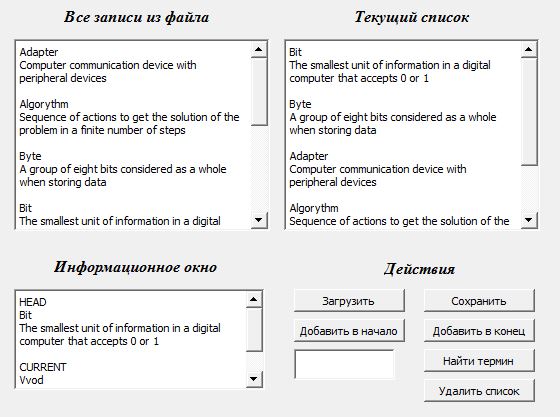 Все записи из файла
Adapter
Computer communication device with
peripheral devices
Algorythm
Sequence of actions to get the solution of the
problem in a finite number of steps
Byte
A group of eight bits considered as a whole
when storing data
Bit
The smallest unit of information in a digital
Текущий список
Bit
The smallest unit of information in a digital
computer that accepts 0 or 1
Byte
A group of eight bits considered as a whole
when storing data
Adapter
Computer communication device with
peripheral devices
Algorythm
Sequence of actions to get the solution of the
Информационное окно
HEAD
Bit
The smallest unit of information in a digital
computer that accepts 0 or 1
CURRENT
Vvod
Действия
Загрузить
Сохранить
Добавить в начало
Добавить в конец
Найти термин
Удалить список